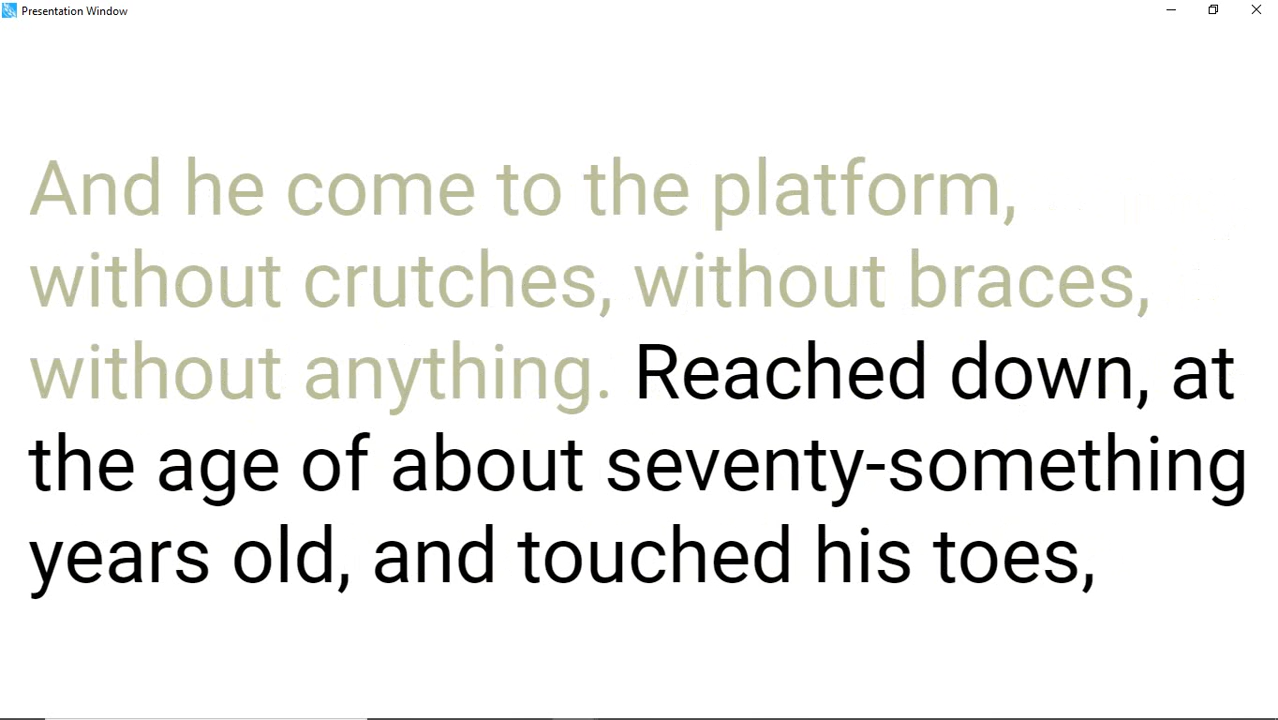 Presentation Window
And he come to the platform,
without crutches, without braces,
without anything. Reached down, at
the age of about seventy-something
years old, and touched his toes,